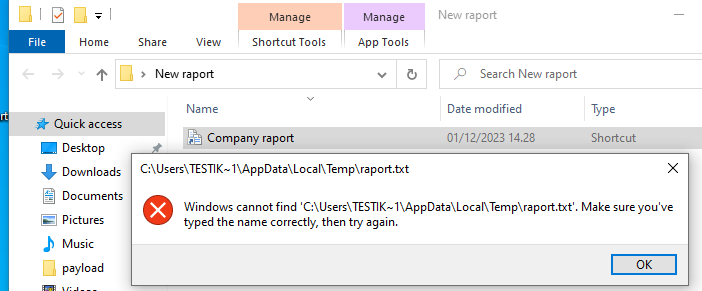 Manage
Manage
New raport
File
Home
Share
View
Shortcut Tools
App Tools
New raport
Search New raport
Name
Date modified
Type
Quick access
Company raport
01/12/2023 14.28
Shortcut
Desktop
Downloads
Documents
Pictures
Music
payload
C:\Users\TESTIK~1\AppData\Local\Temp\raport.txt
Windows cannot find 'C:\Users\TESTIK~1\AppData\Local\Temp\raport.txt'. Make sure you've
typed the name correctly, then try again.
OK